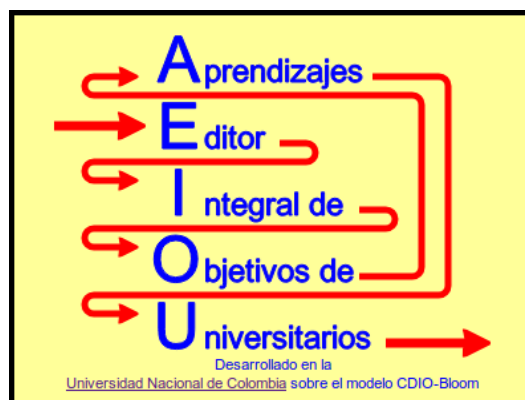 Aprendizajes
Editor
Integral de
Objetivos de
Universitarios
Desarrollado en la
Universidad Nacional de Colombia sobre el modelo CDIO-Bloom